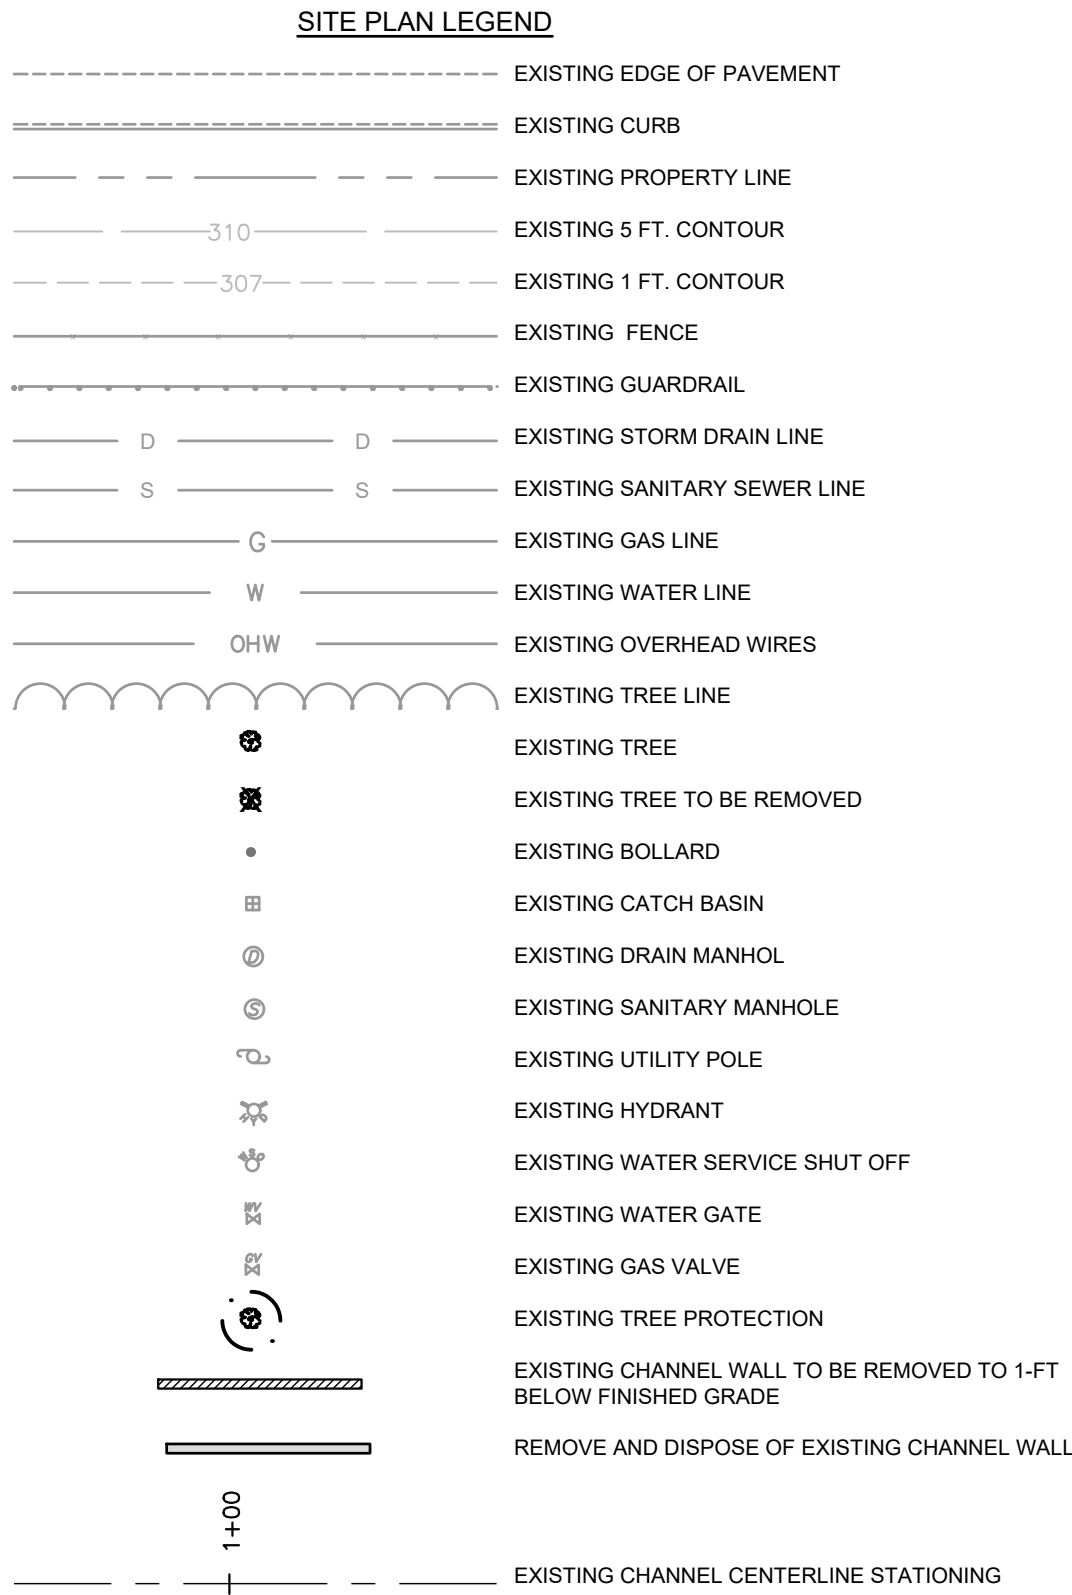 SITE PLAN LEGEND
EXISTING EDGE OF PAVEMENT
EXISTING CURB
EXISTING PROPERTY LINE
310 EXISTING 5 FT. CONTOUR
307 EXISTING 1 FT. CONTOUR
EXISTING FENCE
EXISTING GUARDRAIL
D D EXISTING STORM DRAIN LINE
S S EXISTING SANITARY SEWER LINE
G EXISTING GAS LINE
W EXISTING WATER LINE
OHW EXISTING OVERHEAD WIRES
EXISTING TREE LINE
EXISTING TREE
EXISTING TREE TO BE REMOVED
EXISTING BOLLARD
EXISTING CATCH BASIN
D EXISTING DRAIN MANHOL
S EXISTING SANITARY MANHOLE
EXISTING UTILITY POLE
EXISTING HYDRANT
EXISTING WATER SERVICE SHUT OFF
WV EXISTING WATER GATE
GV EXISTING GAS VALVE
EXISTING TREE PROTECTION
EXISTING CHANNEL WALL TO BE REMOVED TO 1-FT
BELOW FINISHED GRADE
REMOVE AND DISPOSE OF EXISTING CHANNEL WALL
1+00
EXISTING CHANNEL CENTERLINE STATIONING